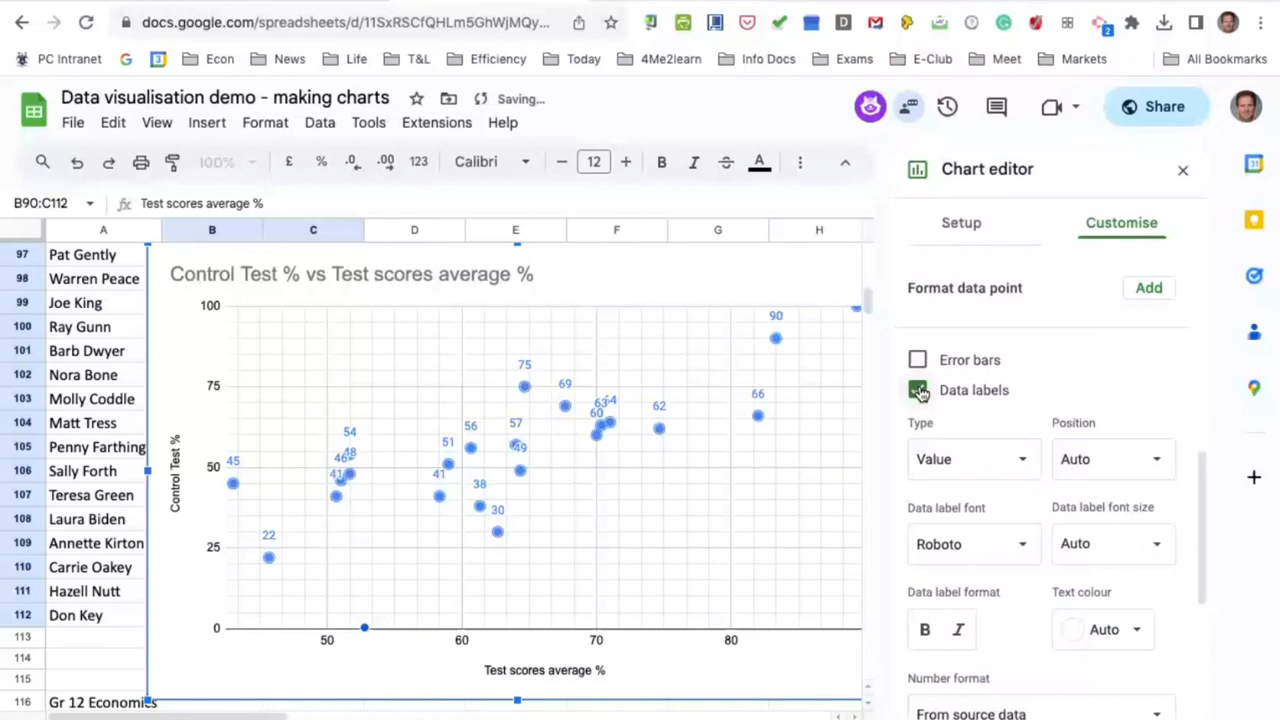 docs.google.com/spreadsheets/d/11SxRSCfQHLm5GhWjMQy...
2
PC Intranet
Econ
News
Life
T&L
Efficiency
Today
4Me2learn
Info Docs
Exams
E-Club
Meet
Markets
All Bookmarks
Data visualisation demo - making charts
Saving...
Share
File Edit View Insert Format Data Tools Extensions Help
100% £ % .0 .00 123 Calibri 12 B I A
B90:C112
fx Test scores average %
A B C D E F G H
97 Pat Gently
98 Warren Peace
99 Joe King
100 Ray Gunn
101 Barb Dwyer
102 Nora Bone
103 Molly Coddle
104 Matt Tress
105 Penny Farthing
106 Sally Forth
107 Teresa Green
108 Laura Biden
109 Annette Kirton
110 Carrie Oakey
111 Hazell Nutt
112 Don Key
113
114
115
116 Gr 12 Economics
Control Test % vs Test scores average %
Control Test %
100
75
50
25
0
90
75
69
66
63
62
60
57
56
54
51
49
48
46
45
41
41
38
30
22
50 60 70 80
Test scores average %
Chart editor
Setup
Customise
Format data point
Add
Error bars
Data labels
Type
Position
Value
Auto
Data label font
Data label font size
Roboto
Auto
Data label format
Text colour
B I
Auto
Number format
From source data